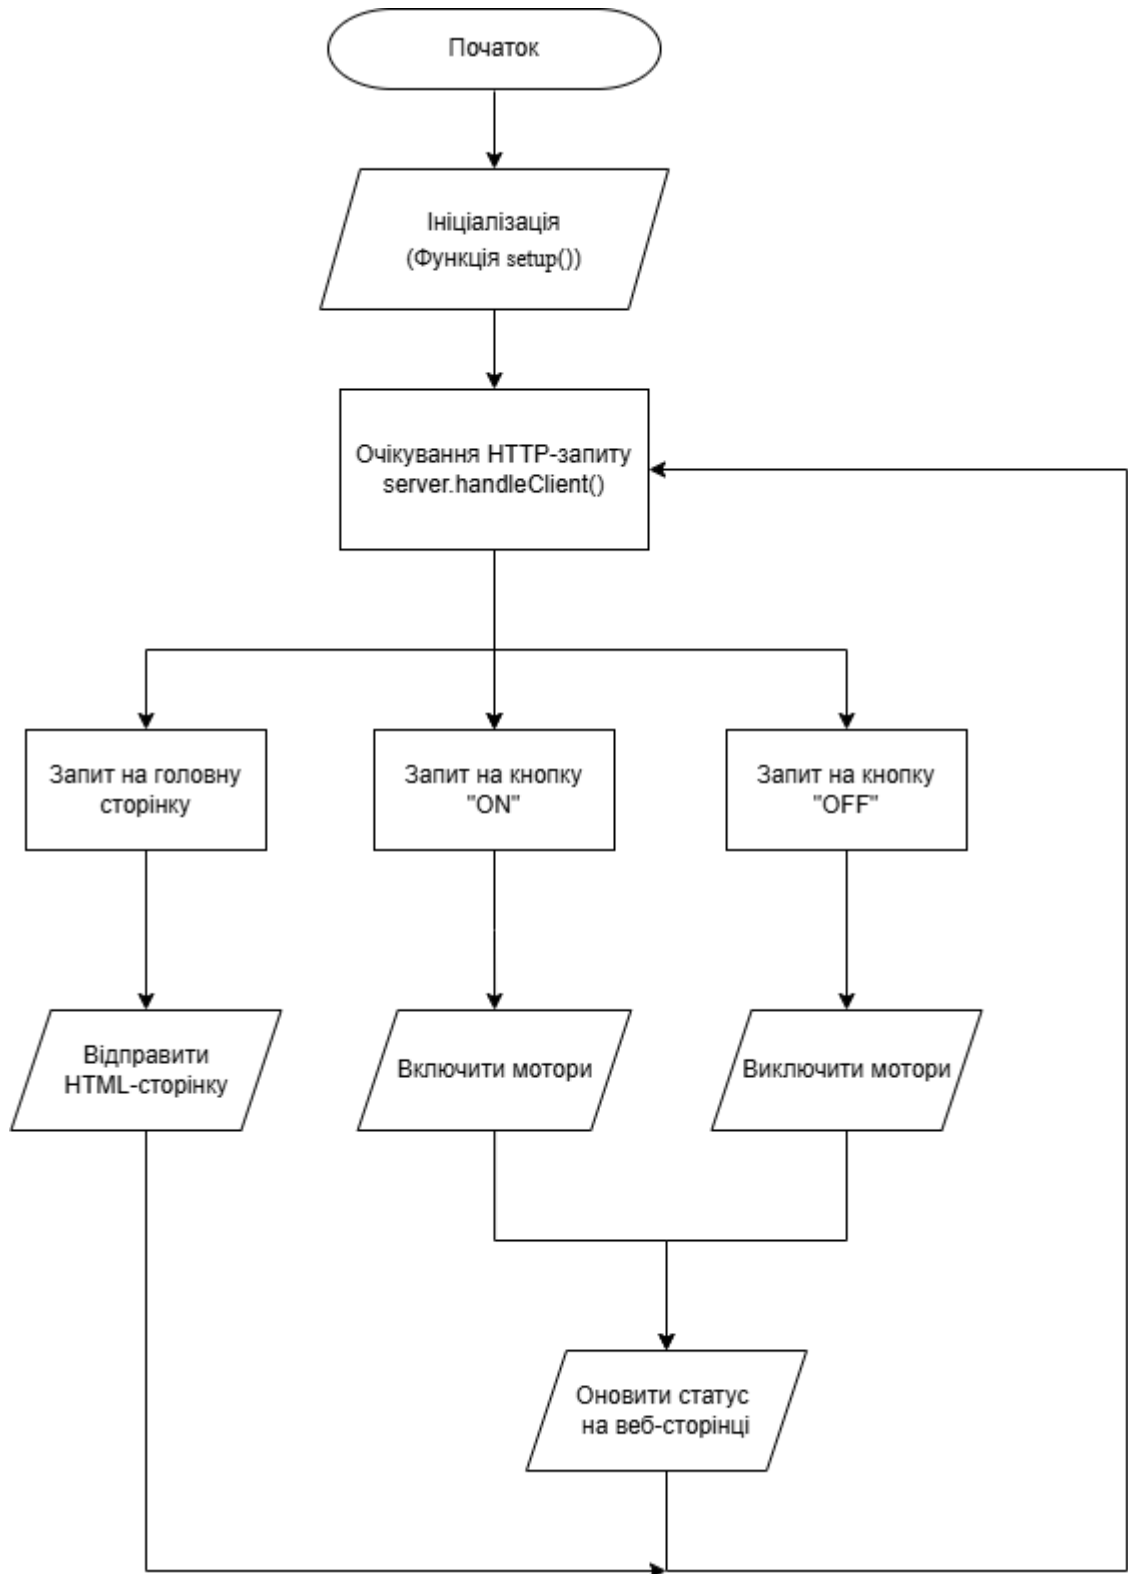 Початок
Ініціалізація
(Функція setup())
Очікування HTTP-запиту
server.handleClient()
Запит на головну
сторінку
Запит на кнопку
"ON"
Запит на кнопку
"OFF"
Відправити
HTML-сторінку
Включити мотори
Виключити мотори
Оновити статус
на веб-сторінці